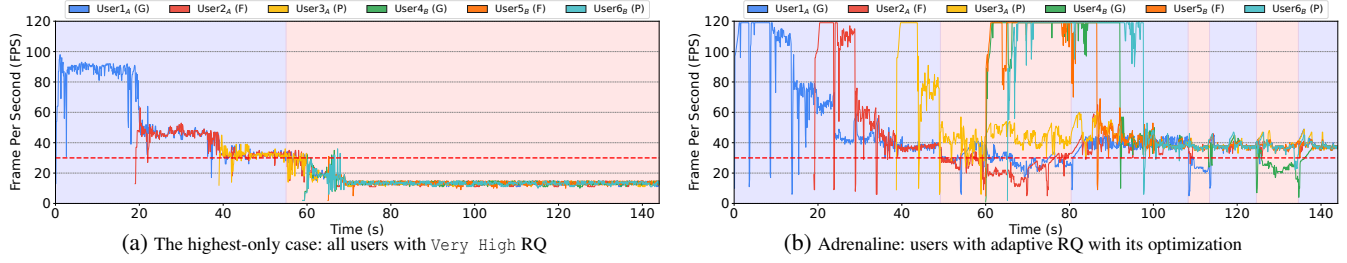 User1A (G) User2A (F) User3A (P) User4B (G) User5B (F) User6B (P)
Frame Per Second (FPS)
120
100
80
60
40
20
0
0 20 40 60 80 100 120 140
Time (s)
(a) The highest-only case: all users with Very High RQ
User1A (G) User2A (F) User3A (P) User4B (G) User5B (F) User6B (P)
Frame Per Second (FPS)
120
100
80
60
40
20
0
0 20 40 60 80 100 120 140
Time (s)
(b) Adrenaline: users with adaptive RQ with its optimization